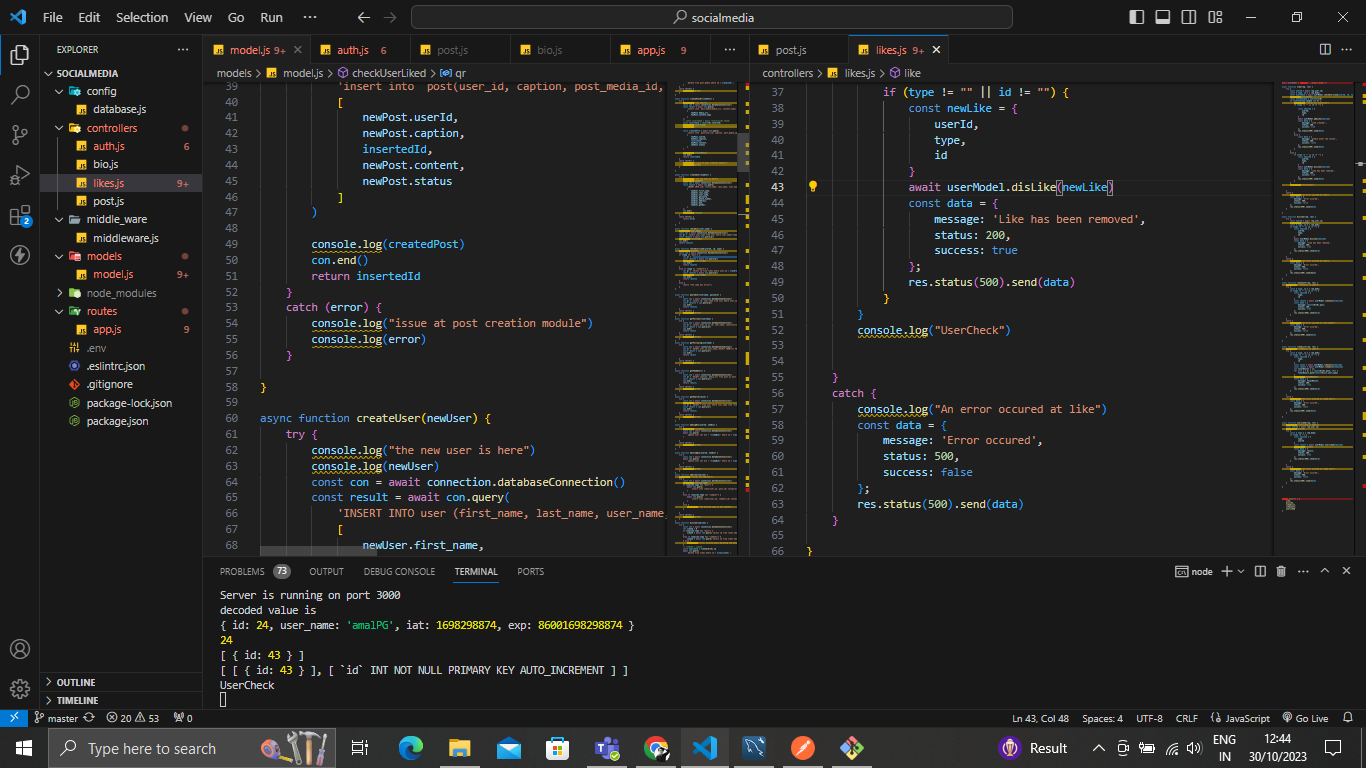 File Edit Selection View Go Run ··· socialmedia
EXPLORER ···
SOCIALMEDIA
config
database.js
controllers
auth.js 6
bio.js
likes.js 9+
post.js
middle_ware
middleware.js
models
model.js 9+
node_modules
routes
app.js 9
.env
.eslintrc.json
.gitignore
package-lock.json
package.json
OUTLINE
TIMELINE
2
model.js 9+ auth.js 6 post.js bio.js app.js 9 ···
models > model.js > checkUserLiked > qr
39 'insert into post(user_id, caption, post_media_id,
40 [
41 newPost.userId,
42 newPost.caption,
43 insertedId,
44 newPost.content,
45 newPost.status
46 ]
47 )
48
49 console.log(createdPost)
50 con.end()
51 return insertedId
52 }
53 catch (error) {
54 console.log("issue at post creation module")
55 console.log(error)
56 }
57
58 }
59
60 async function createUser(newUser) {
61 try {
62 console.log("the new user is here")
63 console.log(newUser)
64 const con = await connection.databaseConnection()
65 const result = await con.query(
66 'INSERT INTO user (first_name, last_name, user_name,
67 [
68 newUser.first_name,
post.js likes.js 9+ ···
controllers > likes.js > like
37 if (type != "" || id != "") {
38 const newLike = {
39 userId,
40 type,
41 id
42 }
43 await userModel.disLike(newLike)
44 const data = {
45 message: 'Like has been removed',
46 status: 200,
47 success: true
48 };
49 res.status(500).send(data)
50 }
51 }
52 console.log("UserCheck")
53
54
55 }
56 catch {
57 console.log("An error occured at like")
58 const data = {
59 message: 'Error occured',
60 status: 500,
61 success: false
62 };
63 res.status(500).send(data)
64 }
65
66 }
PROBLEMS 73 OUTPUT DEBUG CONSOLE TERMINAL PORTS node ···
Server is running on port 3000
decoded value is
{ id: 24, user_name: 'amalPG', iat: 1698298874, exp: 86001698298874 }
24
[ { id: 43 } ]
[ [ { id: 43 } ], [ `id` INT NOT NULL PRIMARY KEY AUTO_INCREMENT ] ]
UserCheck
master 20 53 0 Ln 43, Col 48 Spaces: 4 UTF-8 CRLF JavaScript Go Live
Type here to search Result ENG 12:44
IN 30/10/2023